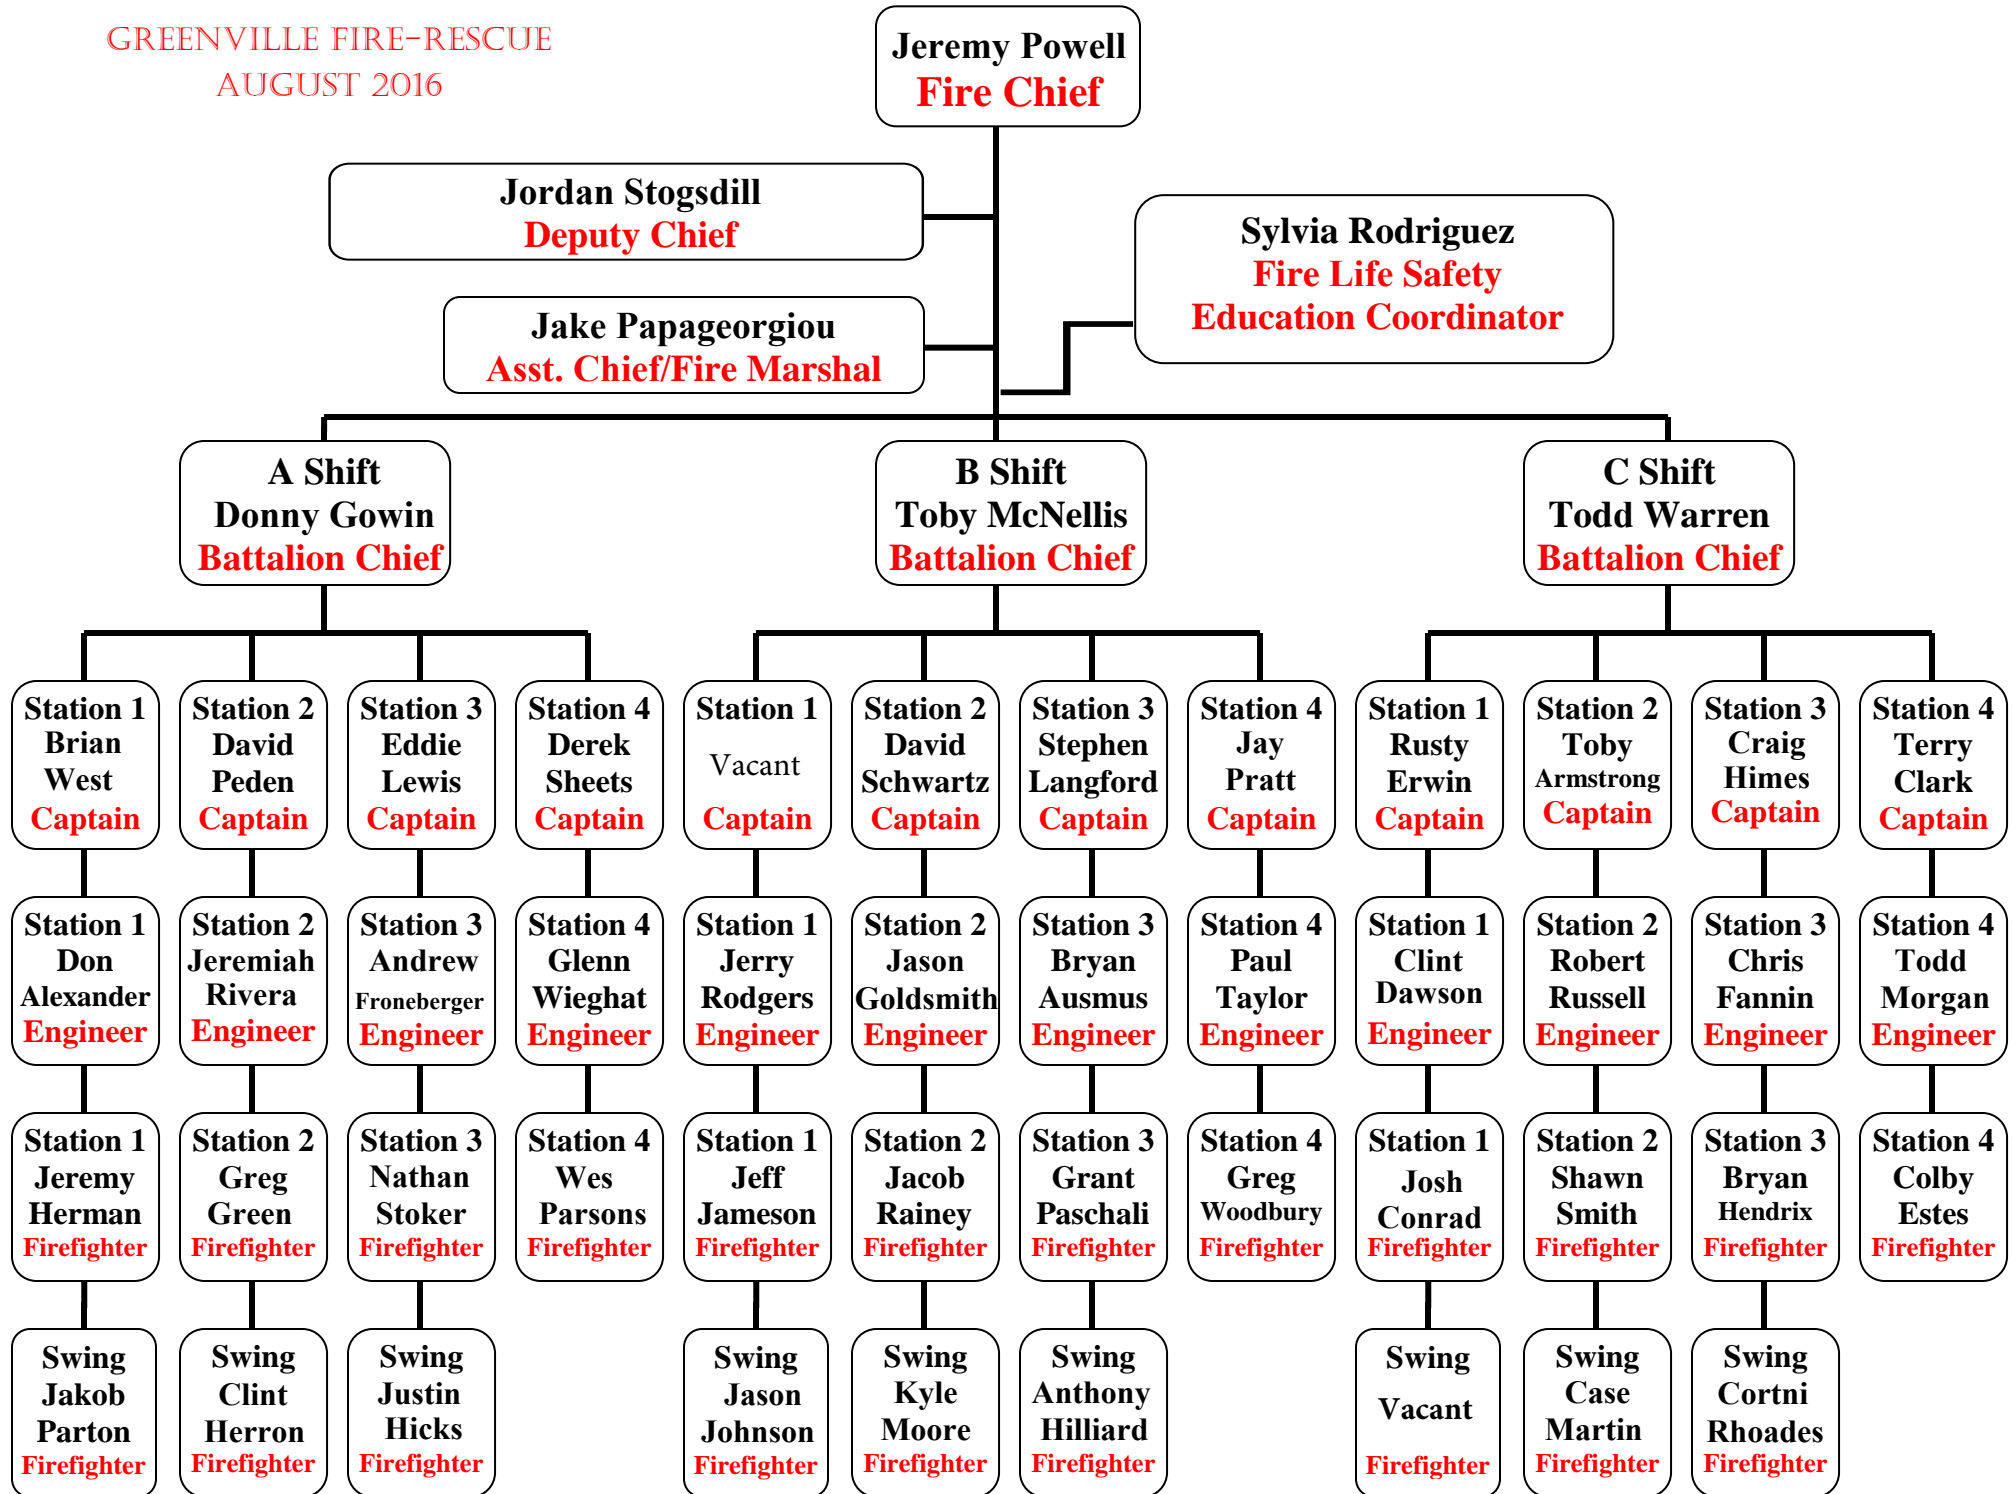 GREENVILLE FIRE-RESCUE
AUGUST 2016
Jeremy Powell
Fire Chief
Jordan Stogsdill
Deputy Chief
Sylvia Rodriguez
Fire Life Safety
Education Coordinator
Jake Papageorgiou
Asst. Chief/Fire Marshal
A Shift
Donny Gowin
Battalion Chief
B Shift
Toby McNellis
Battalion Chief
C Shift
Todd Warren
Battalion Chief
Station 1
Brian
West
Captain
Station 2
David
Peden
Captain
Station 3
Eddie
Lewis
Captain
Station 4
Derek
Sheets
Captain
Station 1
Vacant
Captain
Station 2
David
Schwartz
Captain
Station 3
Stephen
Langford
Captain
Station 4
Jay
Pratt
Captain
Station 1
Rusty
Erwin
Captain
Station 2
Toby
Armstrong
Captain
Station 3
Craig
Himes
Captain
Station 4
Terry
Clark
Captain
Station 1
Don
Alexander
Engineer
Station 2
Jeremiah
Rivera
Engineer
Station 3
Andrew
Froneberger
Engineer
Station 4
Glenn
Wieghat
Engineer
Station 1
Jerry
Rodgers
Engineer
Station 2
Jason
Goldsmith
Engineer
Station 3
Bryan
Ausmus
Engineer
Station 4
Paul
Taylor
Engineer
Station 1
Clint
Dawson
Engineer
Station 2
Robert
Russell
Engineer
Station 3
Chris
Fannin
Engineer
Station 4
Todd
Morgan
Engineer
Station 1
Jeremy
Herman
Firefighter
Station 2
Greg
Green
Firefighter
Station 3
Nathan
Stoker
Firefighter
Station 4
Wes
Parsons
Firefighter
Station 1
Jeff
Jameson
Firefighter
Station 2
Jacob
Rainey
Firefighter
Station 3
Grant
Paschali
Firefighter
Station 4
Greg
Woodbury
Firefighter
Station 1
Josh
Conrad
Firefighter
Station 2
Shawn
Smith
Firefighter
Station 3
Bryan
Hendrix
Firefighter
Station 4
Colby
Estes
Firefighter
Swing
Jakob
Parton
Firefighter
Swing
Clint
Herron
Firefighter
Swing
Justin
Hicks
Firefighter
Swing
Jason
Johnson
Firefighter
Swing
Kyle
Moore
Firefighter
Swing
Anthony
Hilliard
Firefighter
Swing
Vacant
Firefighter
Swing
Case
Martin
Firefighter
Swing
Cortni
Rhoades
Firefighter